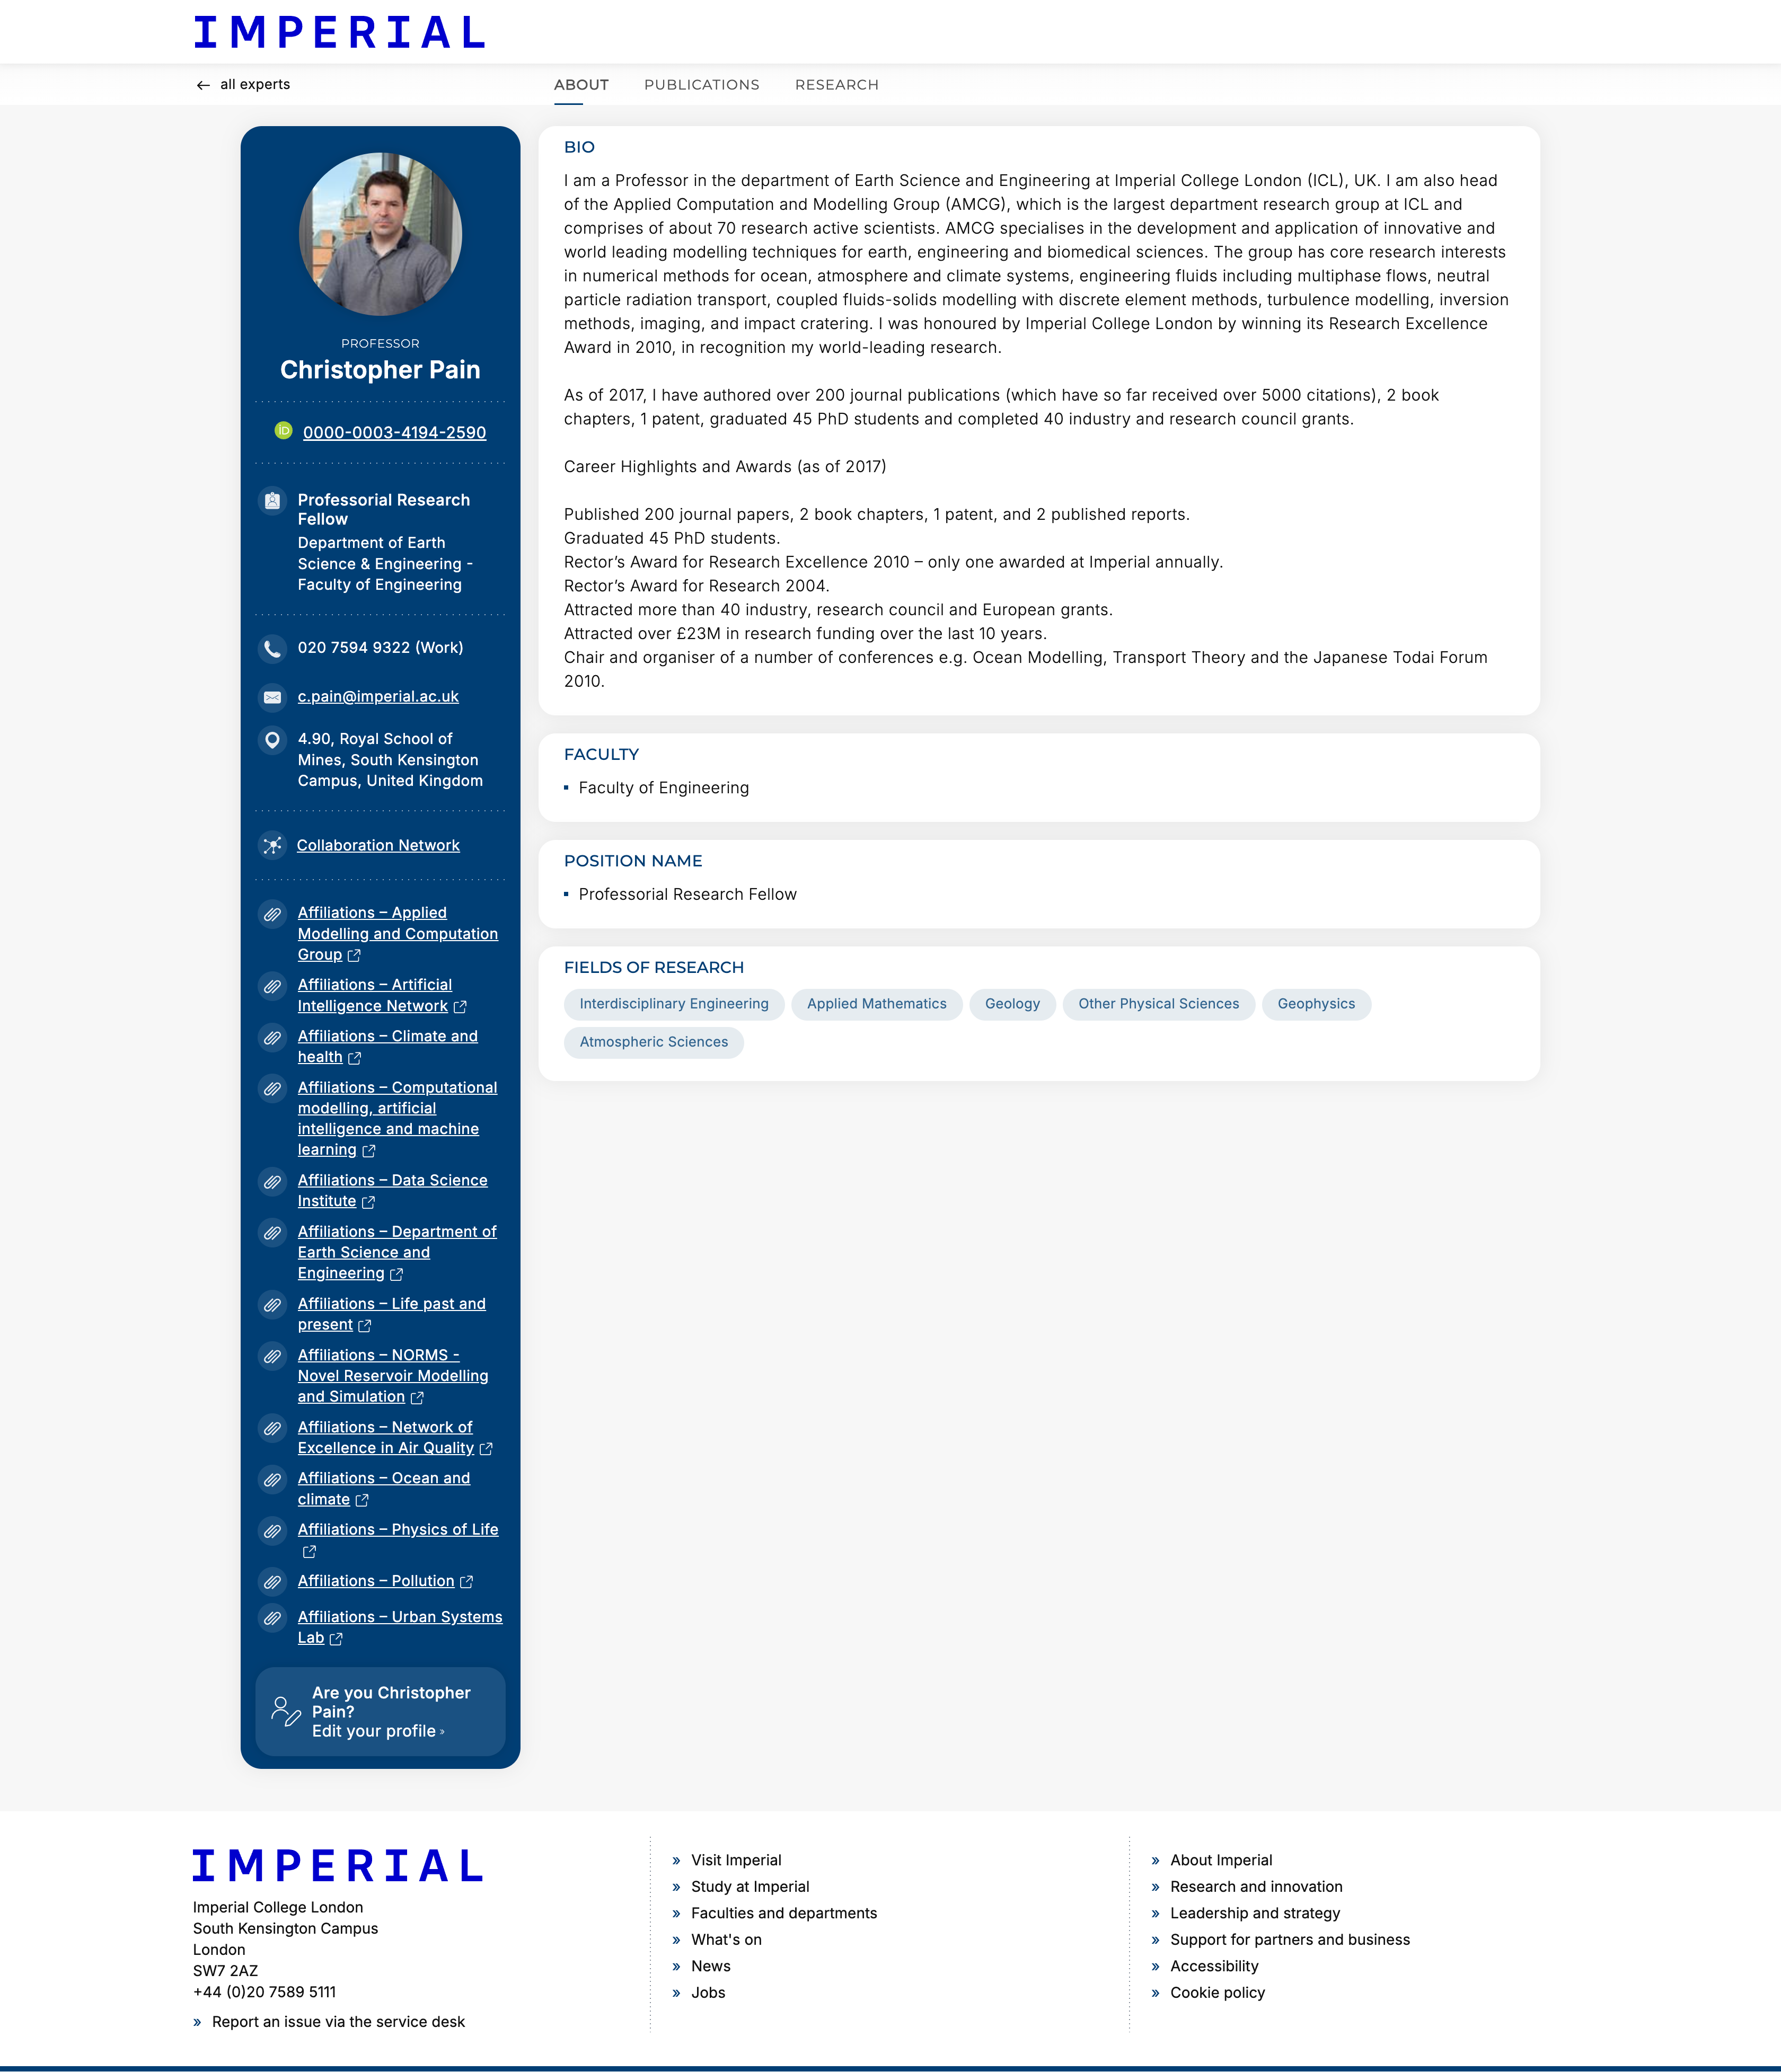 IMPERIAL
← all experts
ABOUT PUBLICATIONS RESEARCH
PROFESSOR
Christopher Pain
iD 0000-0003-4194-2590
Professorial Research
Fellow
Department of Earth
Science & Engineering -
Faculty of Engineering
020 7594 9322 (Work)
c.pain@imperial.ac.uk
4.90, Royal School of
Mines, South Kensington
Campus, United Kingdom
Collaboration Network
Affiliations – Applied
Modelling and Computation
Group
Affiliations – Artificial
Intelligence Network
Affiliations – Climate and
health
Affiliations – Computational
modelling, artificial
intelligence and machine
learning
Affiliations – Data Science
Institute
Affiliations – Department of
Earth Science and
Engineering
Affiliations – Life past and
present
Affiliations – NORMS -
Novel Reservoir Modelling
and Simulation
Affiliations – Network of
Excellence in Air Quality
Affiliations – Ocean and
climate
Affiliations – Physics of Life
Affiliations – Pollution
Affiliations – Urban Systems
Lab
Are you Christopher
Pain?
Edit your profile »
BIO
I am a Professor in the department of Earth Science and Engineering at Imperial College London (ICL), UK. I am also head
of the Applied Computation and Modelling Group (AMCG), which is the largest department research group at ICL and
comprises of about 70 research active scientists. AMCG specialises in the development and application of innovative and
world leading modelling techniques for earth, engineering and biomedical sciences. The group has core research interests
in numerical methods for ocean, atmosphere and climate systems, engineering fluids including multiphase flows, neutral
particle radiation transport, coupled fluids-solids modelling with discrete element methods, turbulence modelling, inversion
methods, imaging, and impact cratering. I was honoured by Imperial College London by winning its Research Excellence
Award in 2010, in recognition my world-leading research.
As of 2017, I have authored over 200 journal publications (which have so far received over 5000 citations), 2 book
chapters, 1 patent, graduated 45 PhD students and completed 40 industry and research council grants.
Career Highlights and Awards (as of 2017)
Published 200 journal papers, 2 book chapters, 1 patent, and 2 published reports.
Graduated 45 PhD students.
Rector’s Award for Research Excellence 2010 – only one awarded at Imperial annually.
Rector’s Award for Research 2004.
Attracted more than 40 industry, research council and European grants.
Attracted over £23M in research funding over the last 10 years.
Chair and organiser of a number of conferences e.g. Ocean Modelling, Transport Theory and the Japanese Todai Forum
2010.
FACULTY
▪ Faculty of Engineering
POSITION NAME
▪ Professorial Research Fellow
FIELDS OF RESEARCH
Interdisciplinary Engineering Applied Mathematics Geology Other Physical Sciences Geophysics
Atmospheric Sciences
IMPERIAL
Imperial College London
South Kensington Campus
London
SW7 2AZ
+44 (0)20 7589 5111
» Report an issue via the service desk
» Visit Imperial
» Study at Imperial
» Faculties and departments
» What's on
» News
» Jobs
» About Imperial
» Research and innovation
» Leadership and strategy
» Support for partners and business
» Accessibility
» Cookie policy